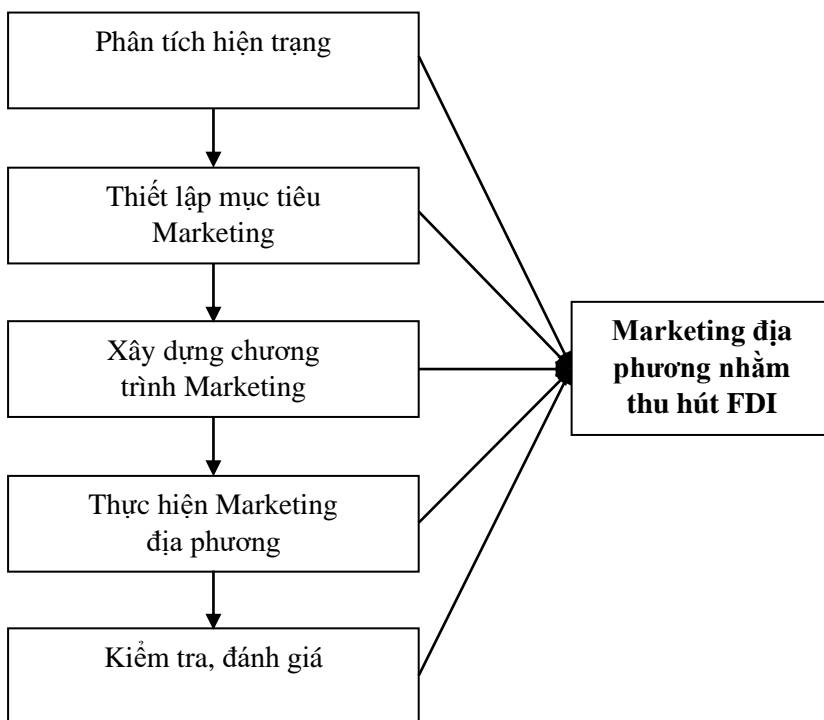 Phân tích hiện trạng
Thiết lập mục tiêu
Marketing
Xây dựng chương
trình Marketing
Thực hiện Marketing
địa phương
Kiểm tra, đánh giá
Marketing địa
phương nhằm
thu hút FDI